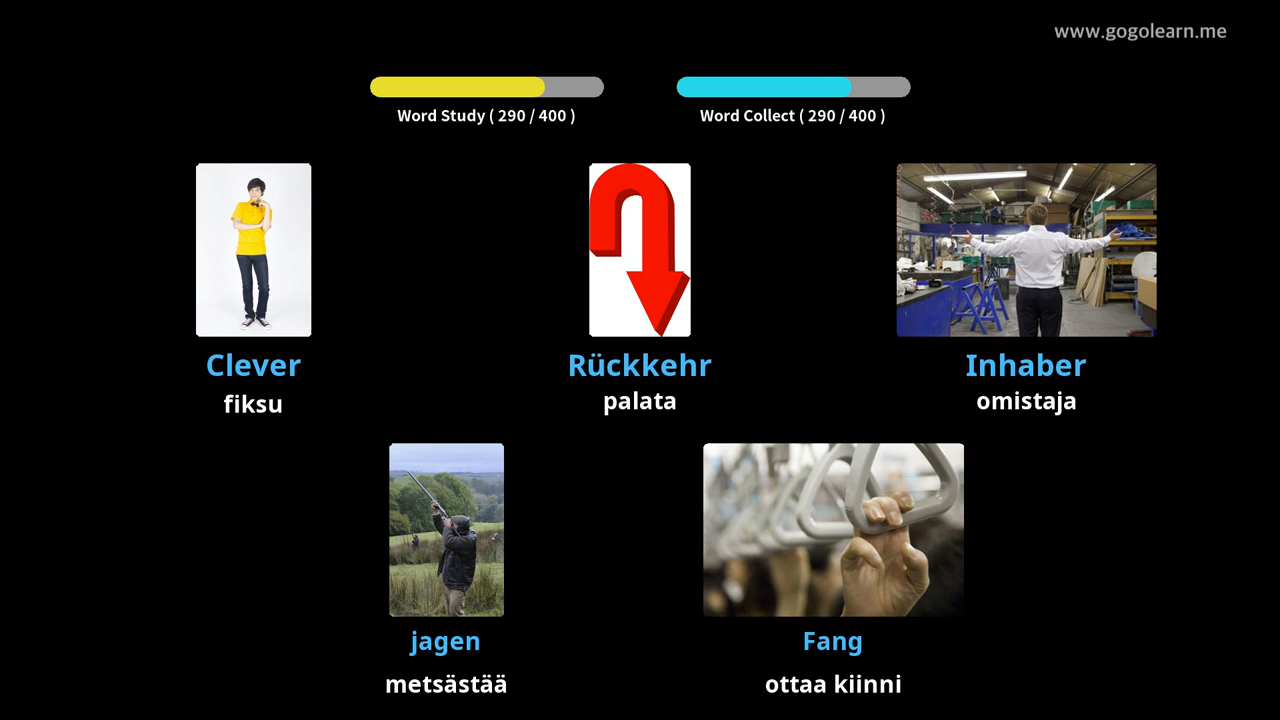 www.gogolearn.me
Word Study ( 290 / 400 )
Word Collect ( 290 / 400 )
Clever
fiksu
Rückkehr
palata
Inhaber
omistaja
jagen
metsästää
Fang
ottaa kiinni